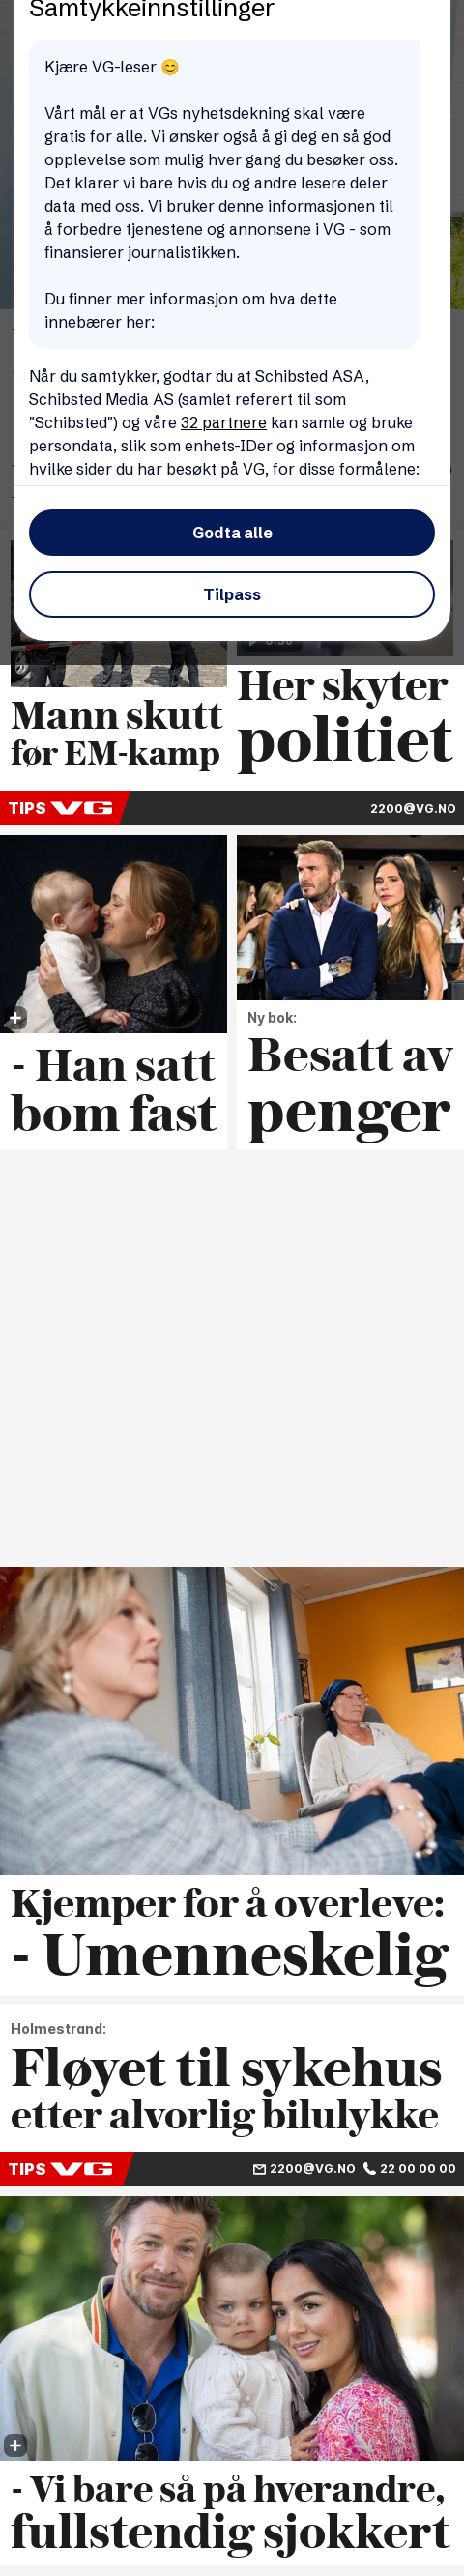 Samtykkeinnstillinger
Kjære VG-leser 😊
Vårt mål er at VGs nyhetsdekning skal være
gratis for alle. Vi ønsker også å gi deg en så god
opplevelse som mulig hver gang du besøker oss.
Det klarer vi bare hvis du og andre lesere deler
data med oss. Vi bruker denne informasjonen til
å forbedre tjenestene og annonsene i VG - som
finansierer journalistikken.
Du finner mer informasjon om hva dette
innebærer her:
Når du samtykker, godtar du at Schibsted ASA,
Schibsted Media AS (samlet referert til som
"Schibsted") og våre 32 partnere kan samle og bruke
persondata, slik som enhets-IDer og informasjon om
hvilke sider du har besøkt på VG, for disse formålene:
Godta alle
Tilpass
Mann skutt
før EM-kamp
Her skyter
politiet
TIPS VG
2200@VG.NO
- Han satt
bom fast
Ny bok:
Besatt av
penger
Kjemper for å overleve:
- Umenneskelig
Holmestrand:
Fløyet til sykehus
etter alvorlig bilulykke
TIPS VG
2200@VG.NO 22 00 00 00
- Vi bare så på hverandre,
fullstendig sjokkert